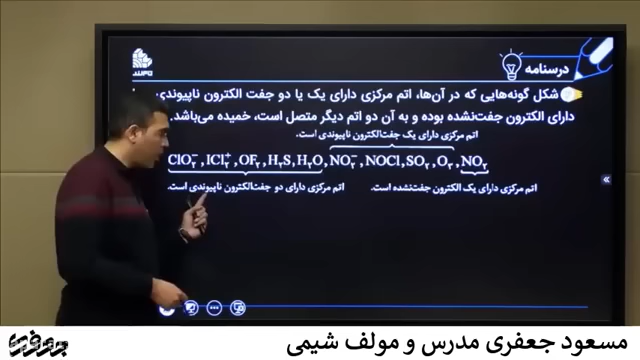 درسنامه
شکل گونه‌هایی که در آن‌ها، اتم مرکزی دارای یک یا دو جفت الکترون ناپیوندی
دارای الکترون جفت‌نشده بوده و به آن دو اتم دیگر متصل است، خمیده می‌باشد.
اتم مرکزی دارای یک جفت‌الکترون ناپیوندی است.
ClO₂⁻, ICl₂⁺, OF₂, H₂S, H₂O, NO₂⁻, NOCl, SO₂, O₃, NO₂
اتم مرکزی دارای یک الکترون جفت‌نشده است.
اتم مرکزی دارای دو جفت‌الکترون ناپیوندی است.
مسعود جعفری مدرس و مولف شیمی